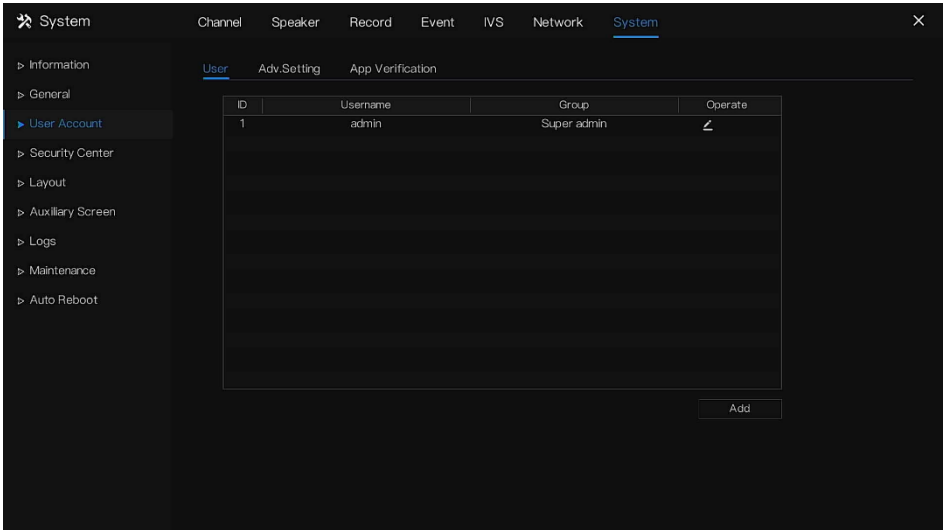 System Channel Speaker Record Event IVS Network System
Information
General
User Account
Security Center
Layout
Auxiliary Screen
Logs
Maintenance
Auto Reboot
User Adv.Setting App Verification
ID Username Group Operate
1 admin Super admin
Add